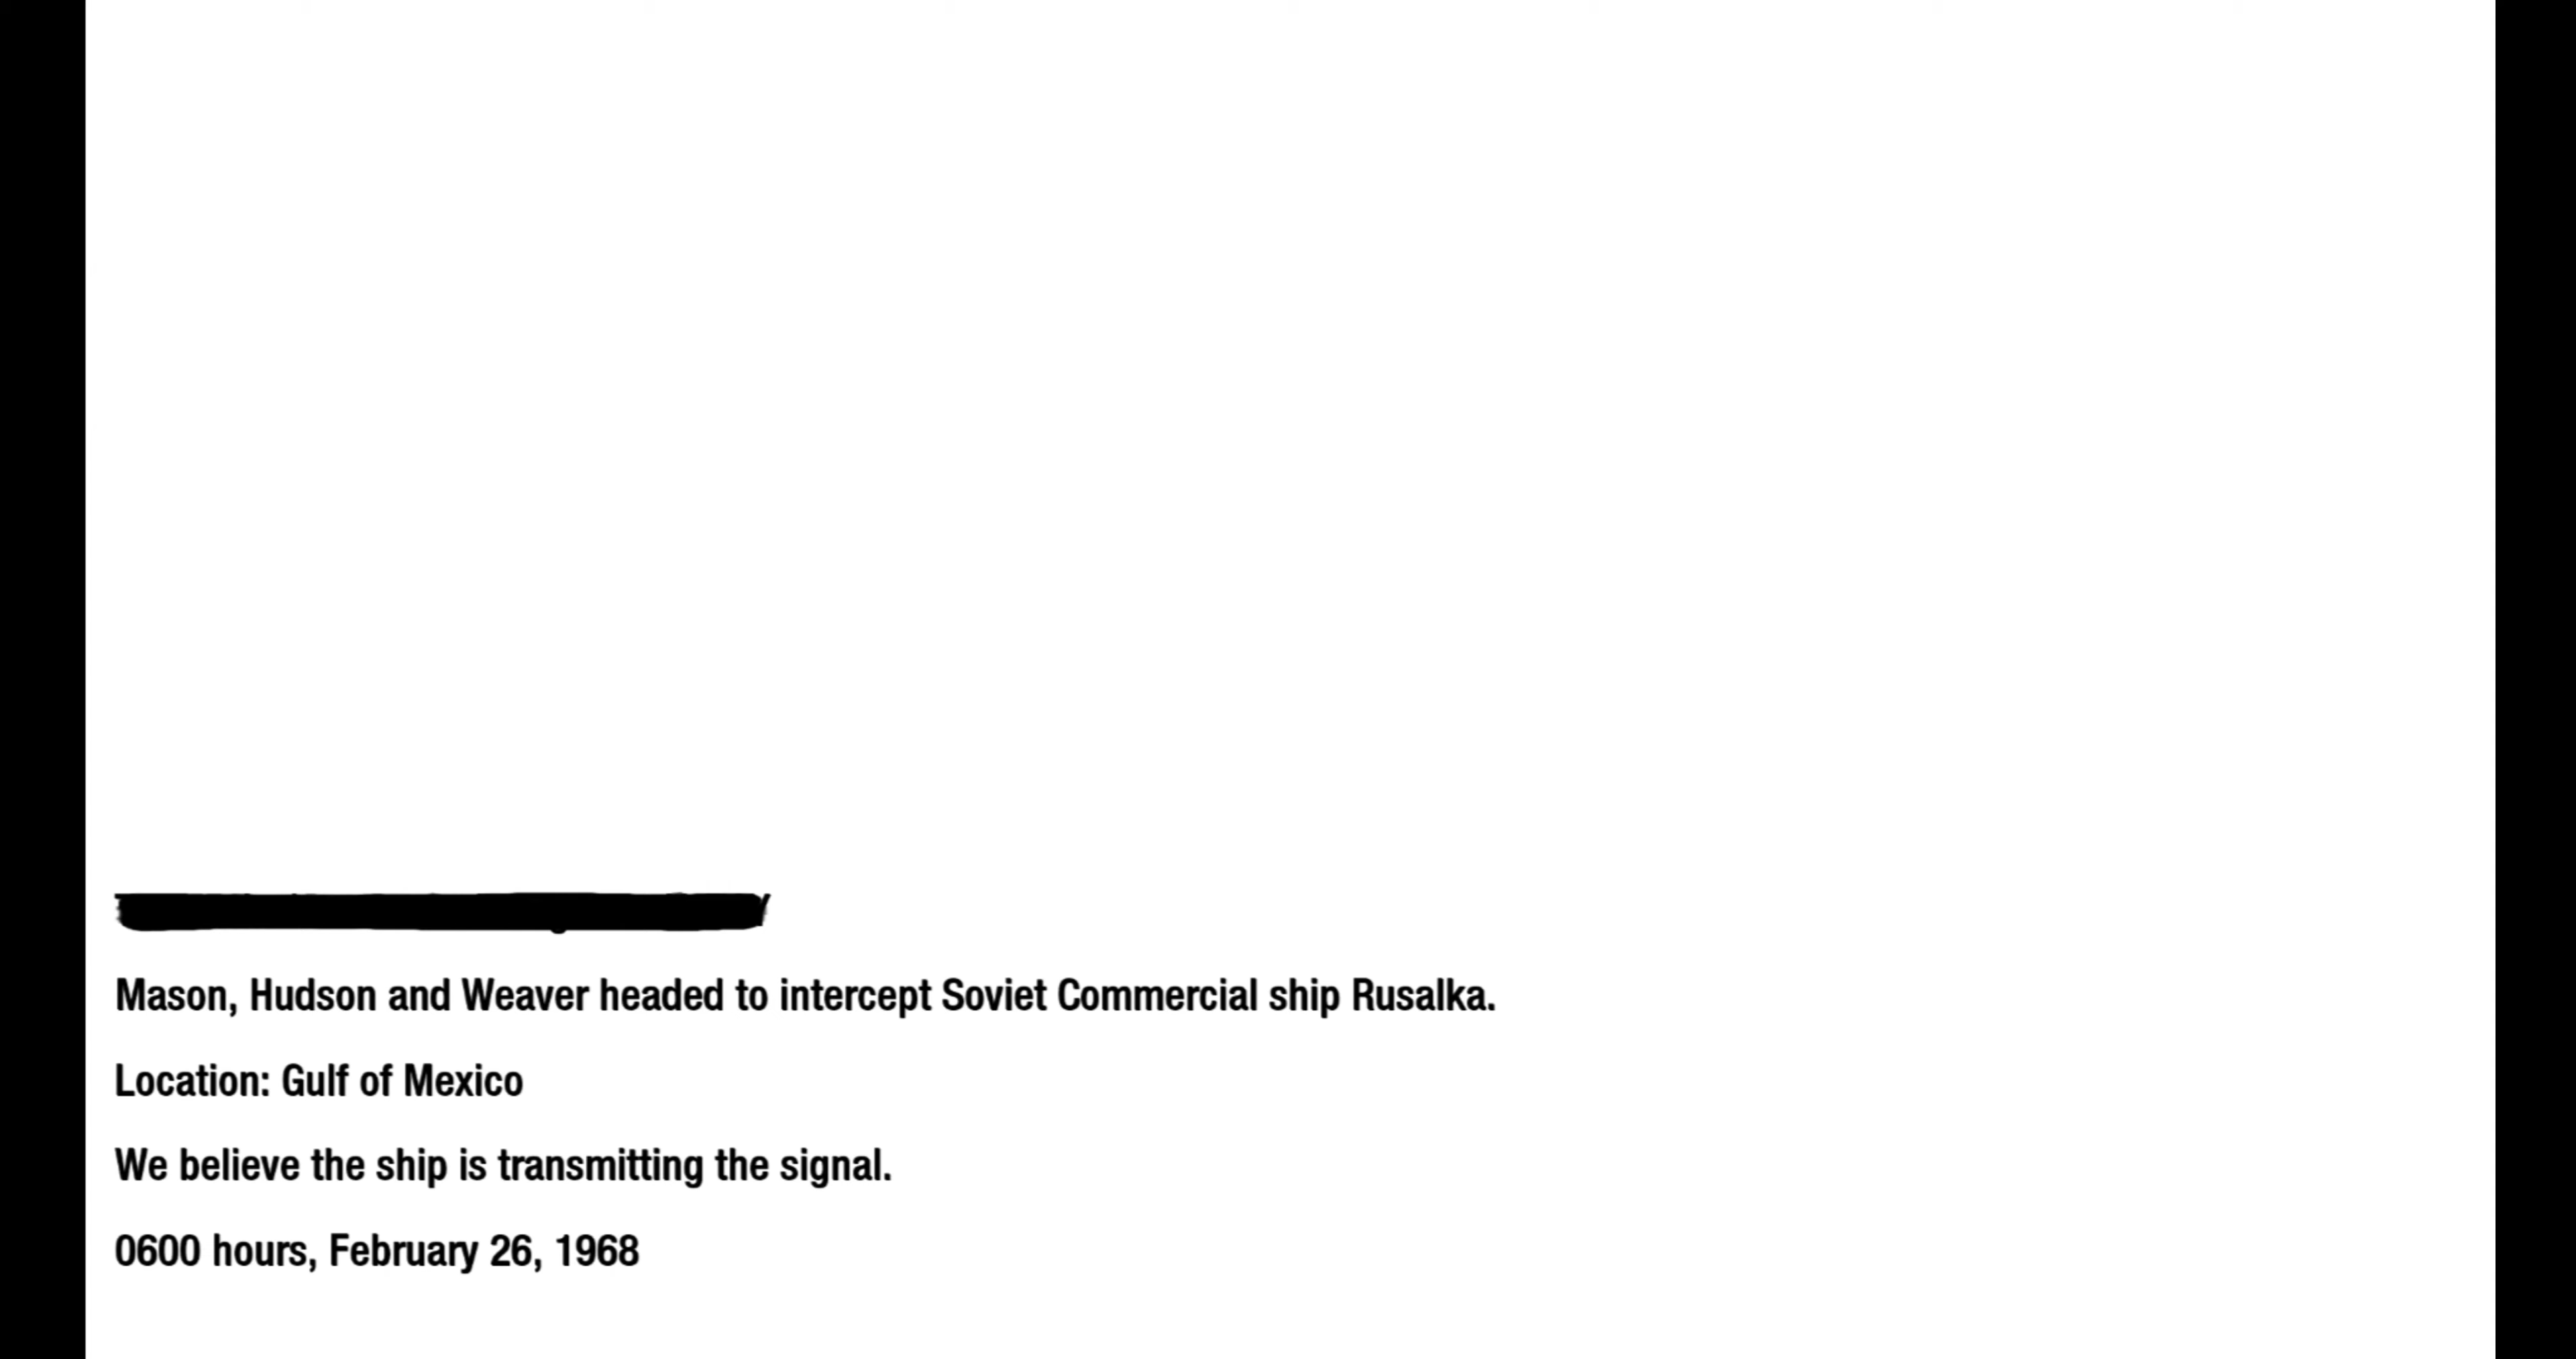 Mason, Hudson and Weaver headed to intercept Soviet Commercial ship Rusalka.
Location: Gulf of Mexico
We believe the ship is transmitting the signal.
0600 hours, February 26, 1968